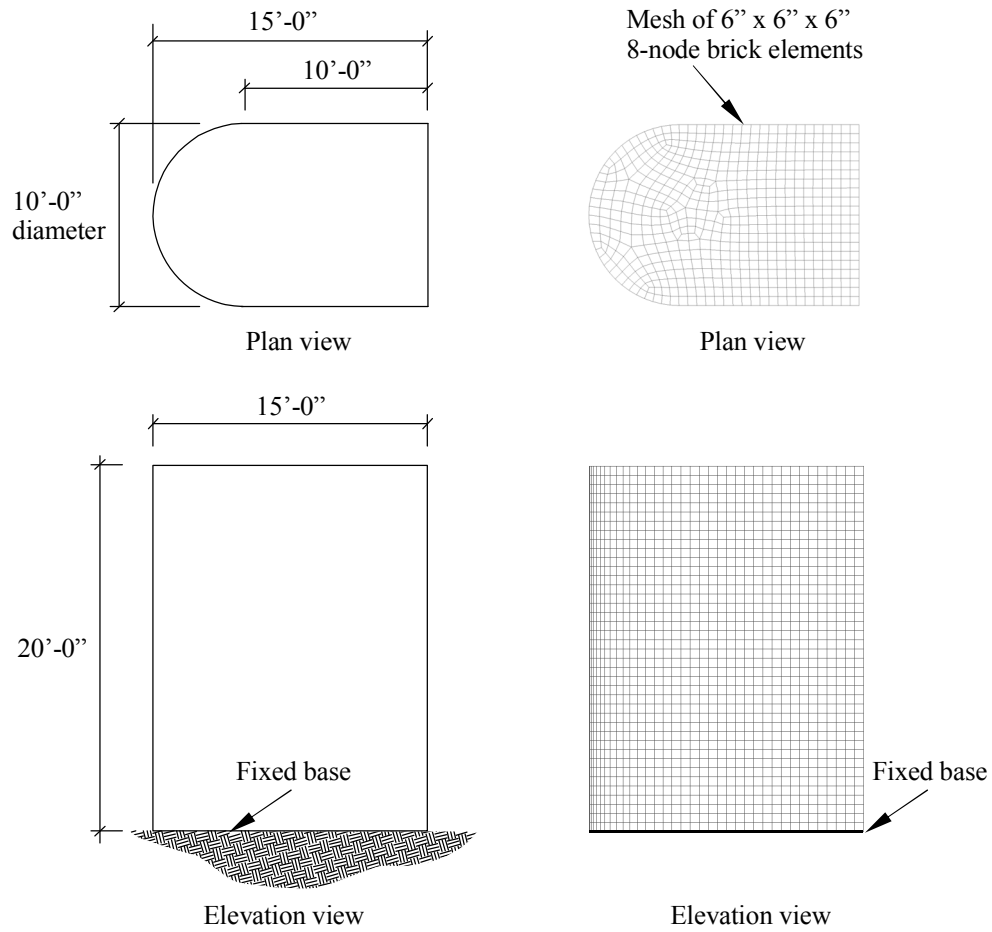 15’-0”
10’-0”
10’-0”
diameter
Plan view
Mesh of 6” x 6” x 6”
8-node brick elements
Plan view
15’-0”
20’-0”
Fixed base
Elevation view
Fixed base
Elevation view